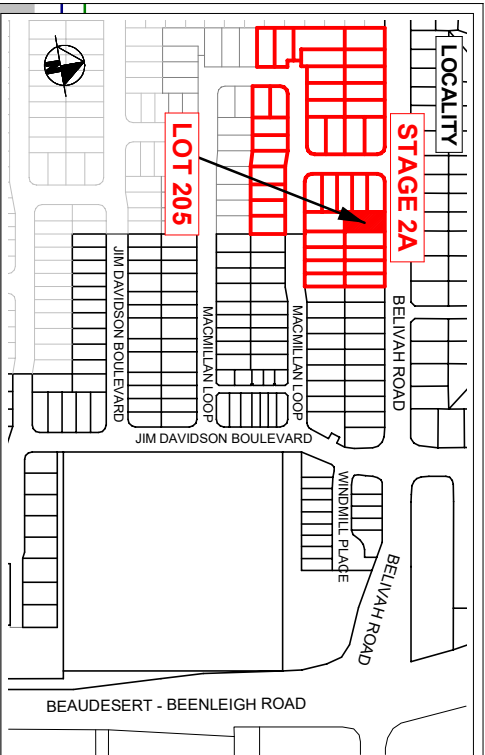 LOCALITY
STAGE 2A
LOT 205
N
BELIVAH ROAD
MACMILLAN LOOP
MACMILLAN LOOP
JIM DAVIDSON BOULEVARD
JIM DAVIDSON BOULEVARD
WINDMILL PLACE
BELIVAH ROAD
BEAUDESERT - BEENLEIGH ROAD